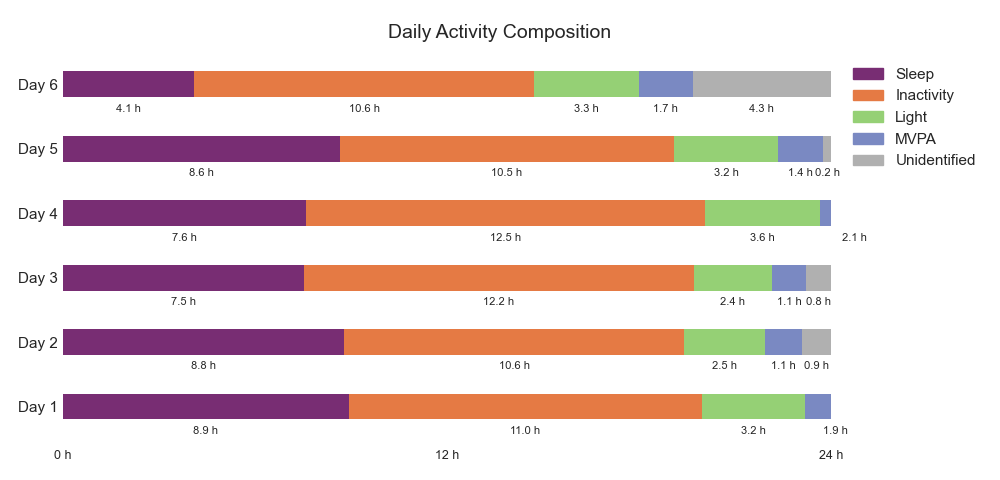 Daily Activity Composition
Day 6
4.1 h 10.6 h 3.3 h 1.7 h 4.3 h
Day 5
8.6 h 10.5 h 3.2 h 1.4 h 0.2 h
Day 4
7.6 h 12.5 h 3.6 h 2.1 h
Day 3
7.5 h 12.2 h 2.4 h 1.1 h 0.8 h
Day 2
8.8 h 10.6 h 2.5 h 1.1 h 0.9 h
Day 1
8.9 h 11.0 h 3.2 h 1.9 h
0 h 12 h 24 h
Sleep
Inactivity
Light
MVPA
Unidentified